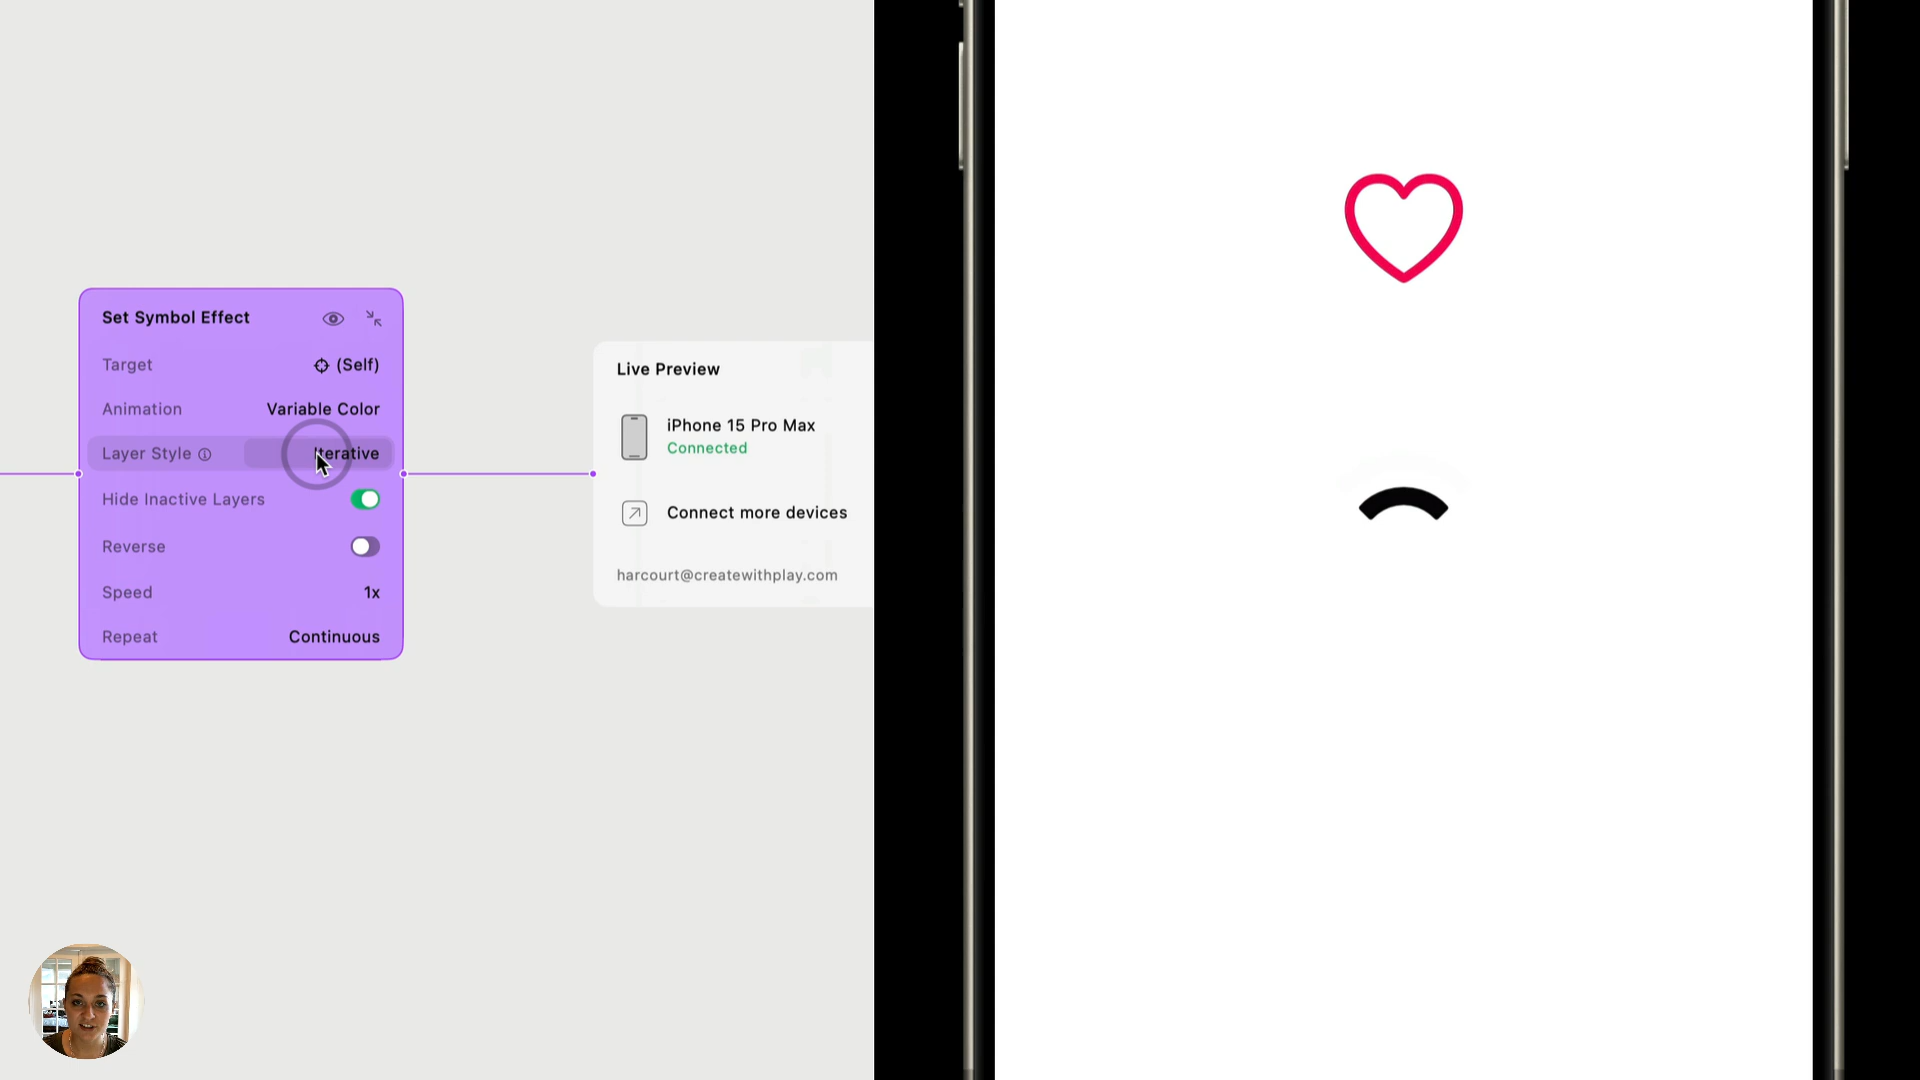 Set Symbol Effect
Target (Self)
Animation Variable Color
Layer Style Iterative
Hide Inactive Layers
Reverse
Speed 1x
Repeat Continuous
Live Preview
iPhone 15 Pro Max
Connected
Connect more devices
harcourt@createwithplay.com